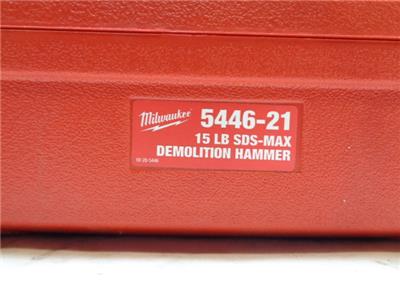 Milwaukee
5446-21
15 LB SDS-MAX
DEMOLITION HAMMER